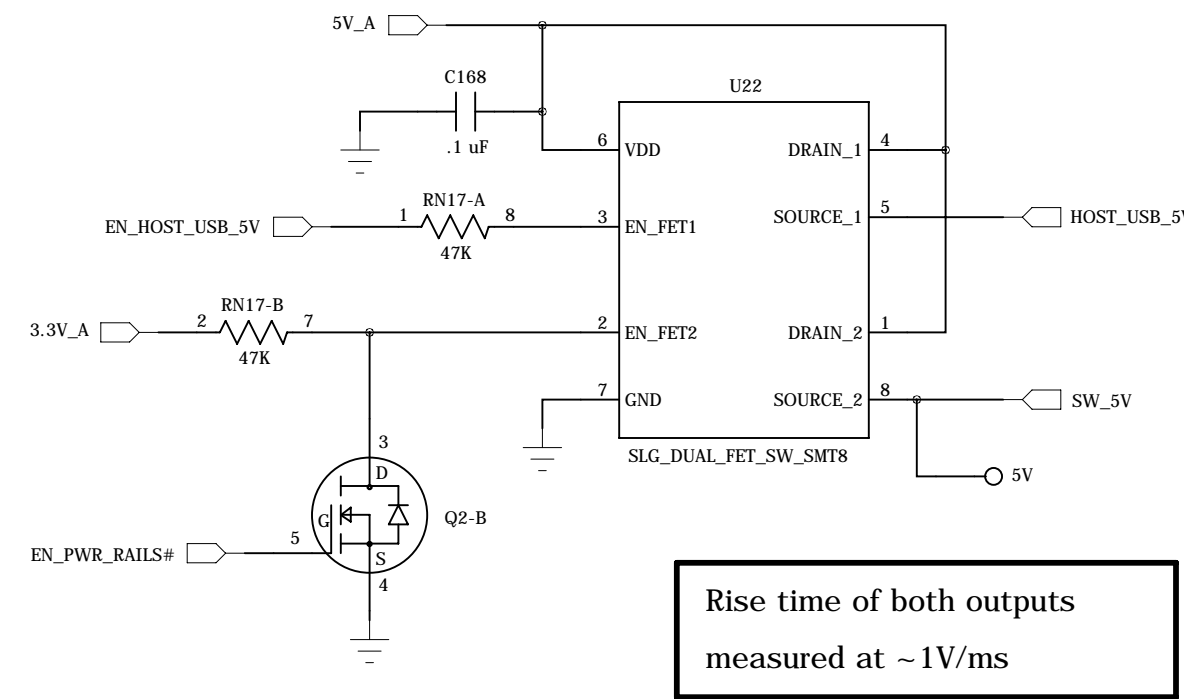 5V_A
C168
.1 uF
U22
6 VDD DRAIN_1 4
RN17-A
EN_HOST_USB_5V 1 8 3 EN_FET1 SOURCE_1 5 HOST_USB_5V
47K
RN17-B
3.3V_A 2 7 2 EN_FET2 DRAIN_2 1
47K
7 GND SOURCE_2 8 SW_5V
SLG_DUAL_FET_SW_SMT8
5V
3
D
G
Q2-B
EN_PWR_RAILS# 5
S
4
Rise time of both outputs
measured at ~1V/ms